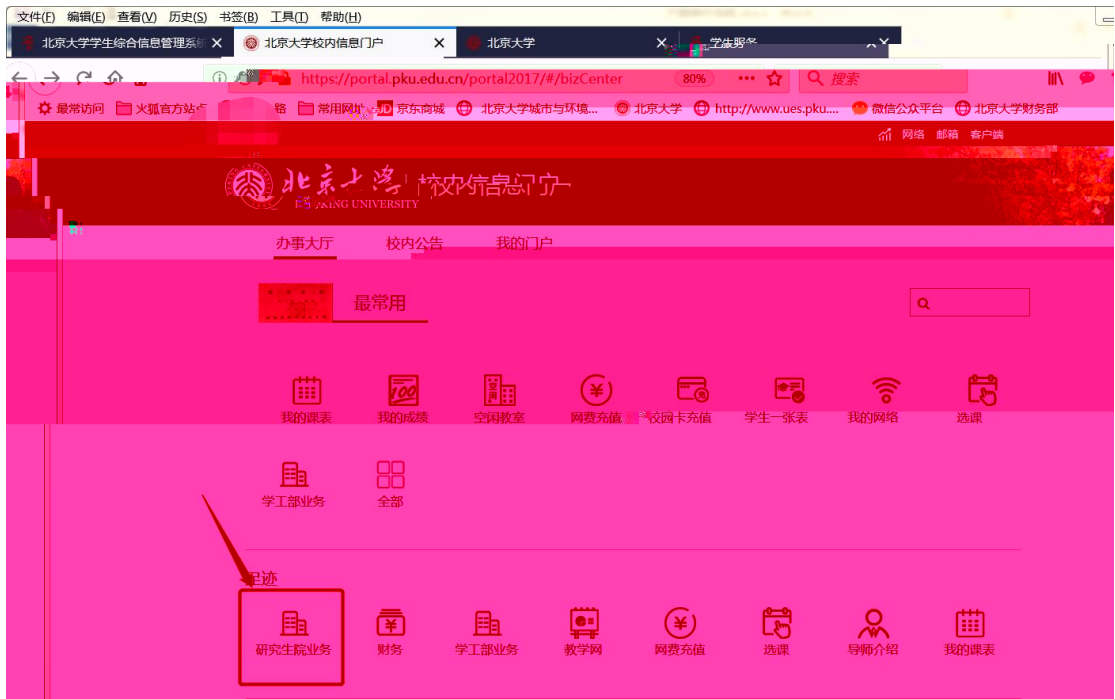 文件(F) 编辑(E) 查看(V) 历史(S) 书签(B) 工具(T) 帮助(H)
北京大学学生综合信息管理系统 北京大学校内信息门户 北京大学
https://portal.pku.edu.cn/portal2017/#/bizCenter 80% 搜索
最常访问 火狐官方站点 常用网址 JD 京东商城 北京大学城市与环境... 北京大学 http://www.ues.pku.... 微信公众平台 北京大学财务部
网络 邮箱 客户端
北京大学 校内信息门户
UNIVERSITY
办事大厅 校内公告 我的门户
最常用
我的课表 我的成绩 空闲教室 网费充值 校园卡充值 学生一张表 我的网络 选课
学工部业务 全部
足迹
研究生院业务 财务 学工部业务 教学网 网费充值 选课 导师介绍 我的课表